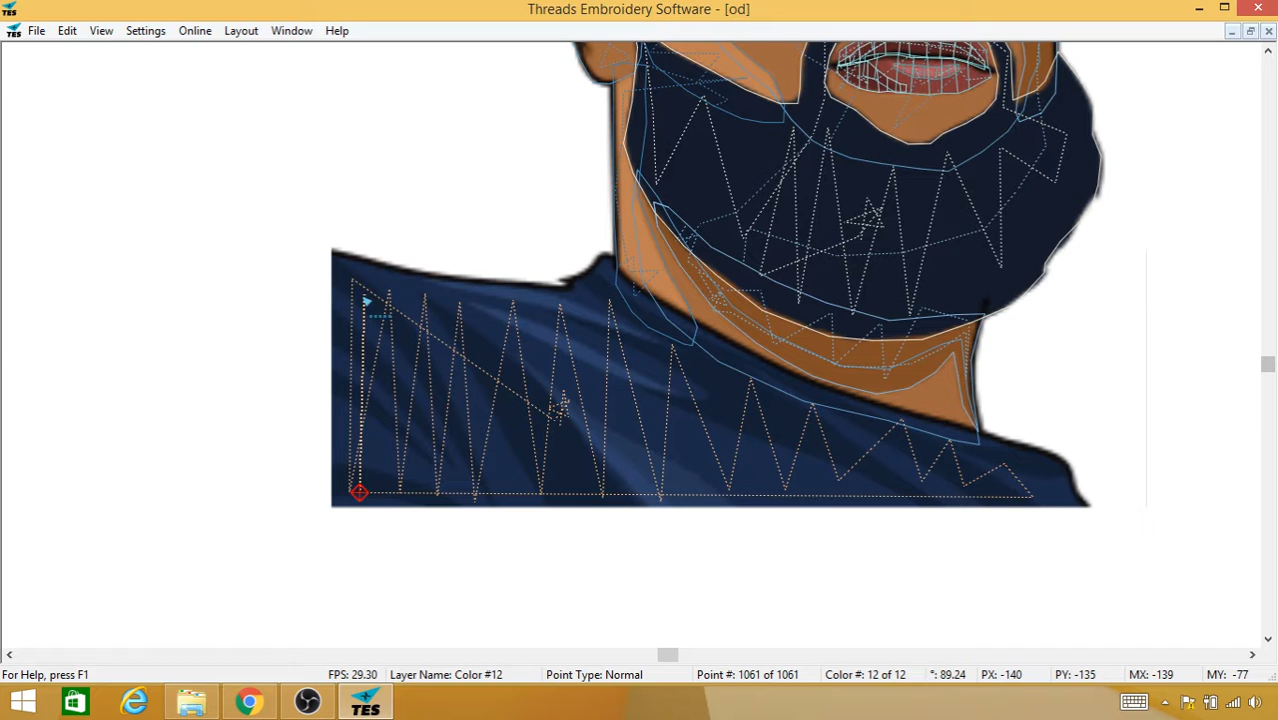 TES Threads Embroidery Software - [od]
TES File Edit View Settings Online Layout Window Help
For Help, press F1 FPS: 29.30 Layer Name: Color #12 Point Type: Normal Point #: 1061 of 1061 Color #: 12 of 12 °: 89.24 PX: -140 PY: -135 MX: -139 MY: -77
TES